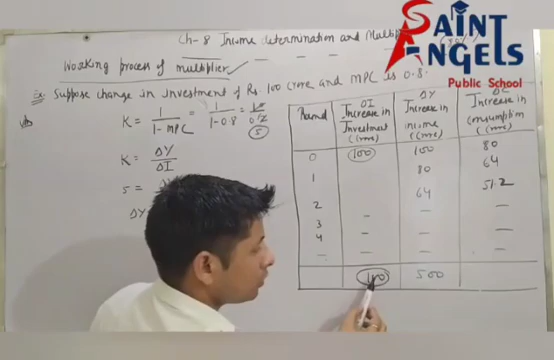 Ch-8 Income determination and Multip
SAINT
ANGELS
Public School
Working process of multiplier
Ex: Suppose change in investment of Rs. 100 crore and MPC is 0.8.
K = 1/1-MPC = 1/1-0.8 = 1/0.2
5
K = ΔY/ΔI
5 =
ΔY
Round ΔI Increase in Investment (Crore) ΔY Increase in income (Crore) ΔC Increase in consumption (Crore)
0 100 100 80
1 80 64
2 64 51.2
3 - - -
4 - - -
- - - -
100 500